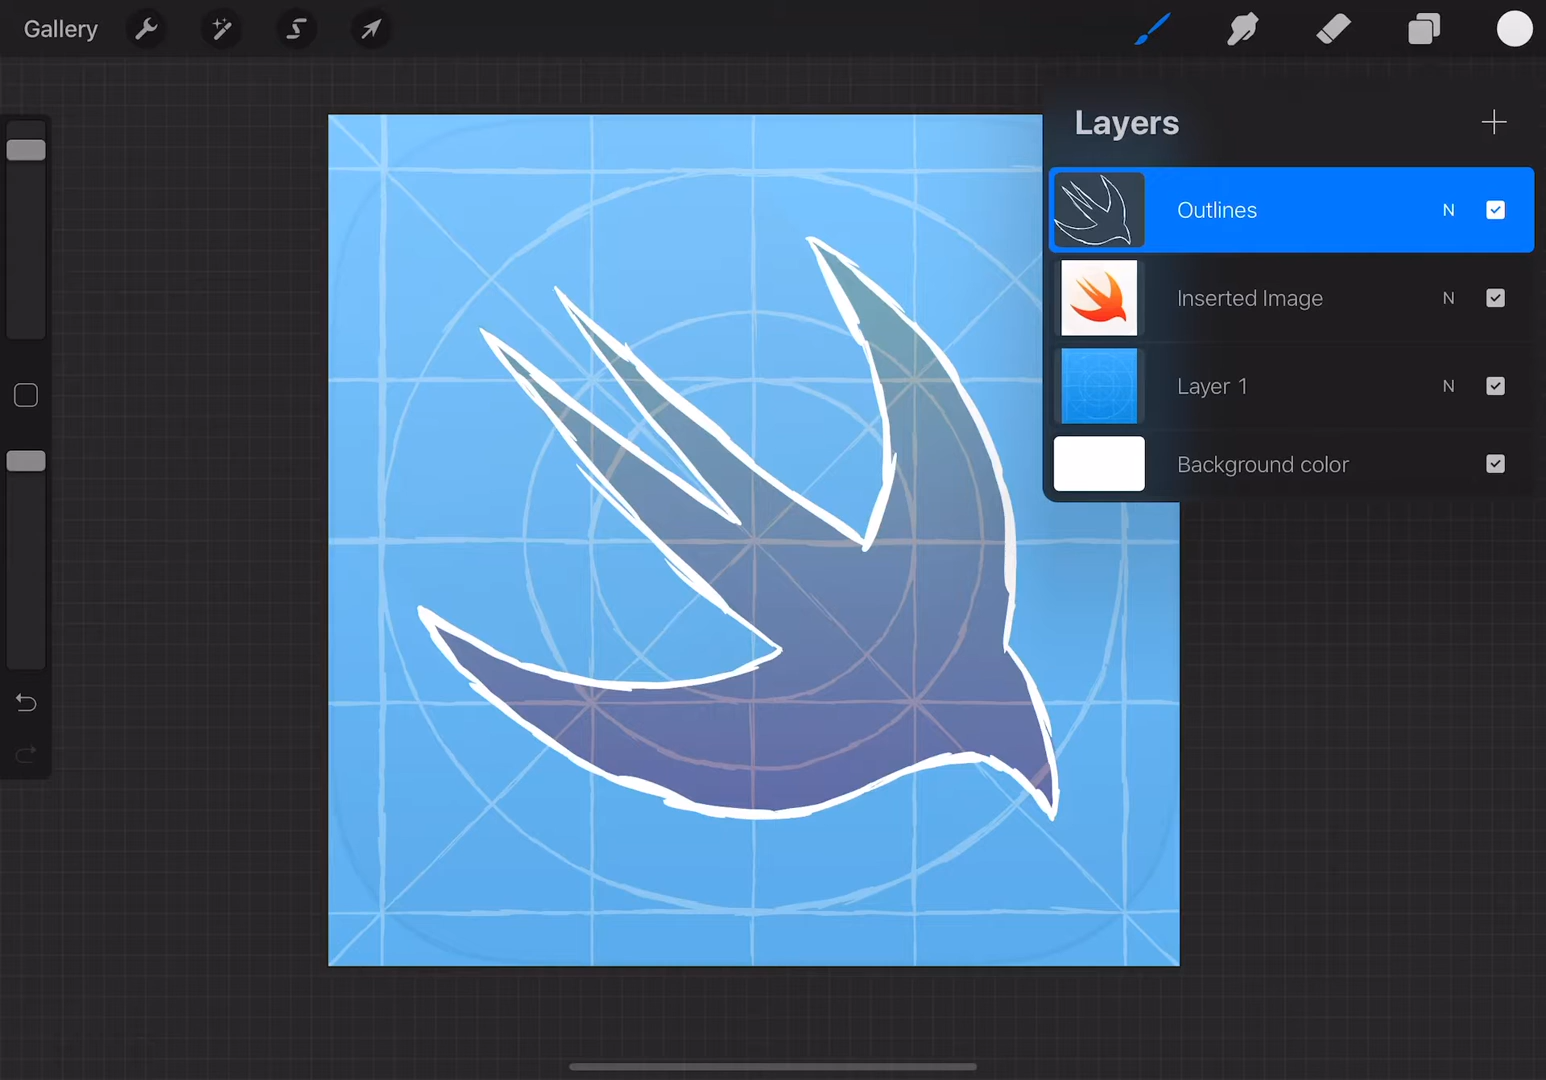 Gallery
Layers
Outlines N
Inserted Image N
Layer 1 N
Background color